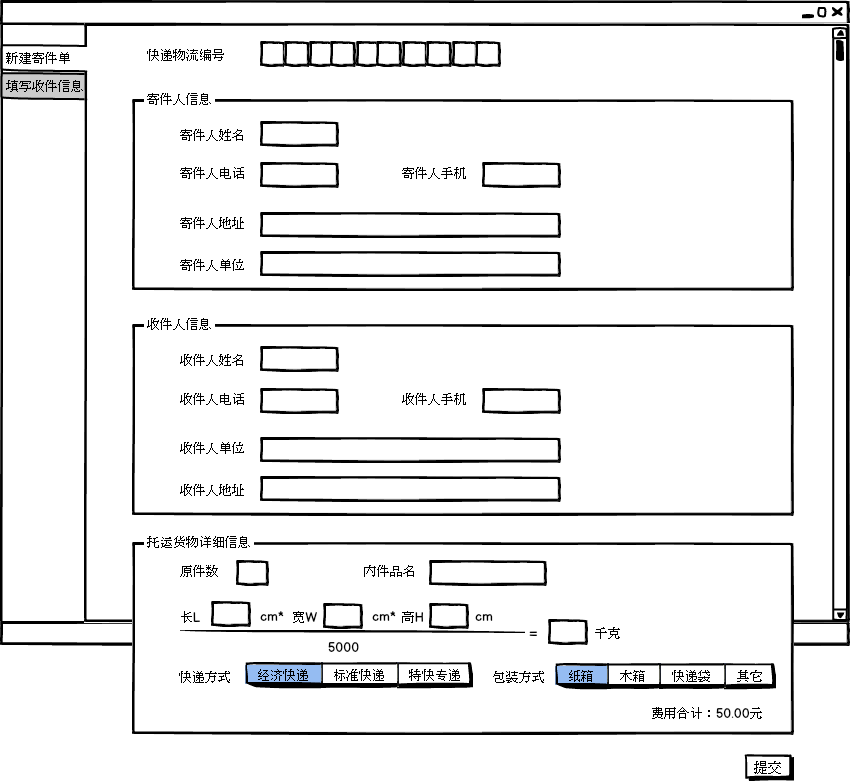 新建寄件单
填写收件信息
快递物流编号
寄件人信息
寄件人姓名
寄件人电话 寄件人手机
寄件人地址
寄件人单位
收件人信息
收件人姓名
收件人电话 收件人手机
收件人单位
收件人地址
托运货物详细信息
原件数 内件品名
长L cm* 宽W cm* 高H cm
5000 = 千克
快递方式 经济快递 标准快递 特快专递 包装方式 纸箱 木箱 快递袋 其它
费用合计：50.00元
提交